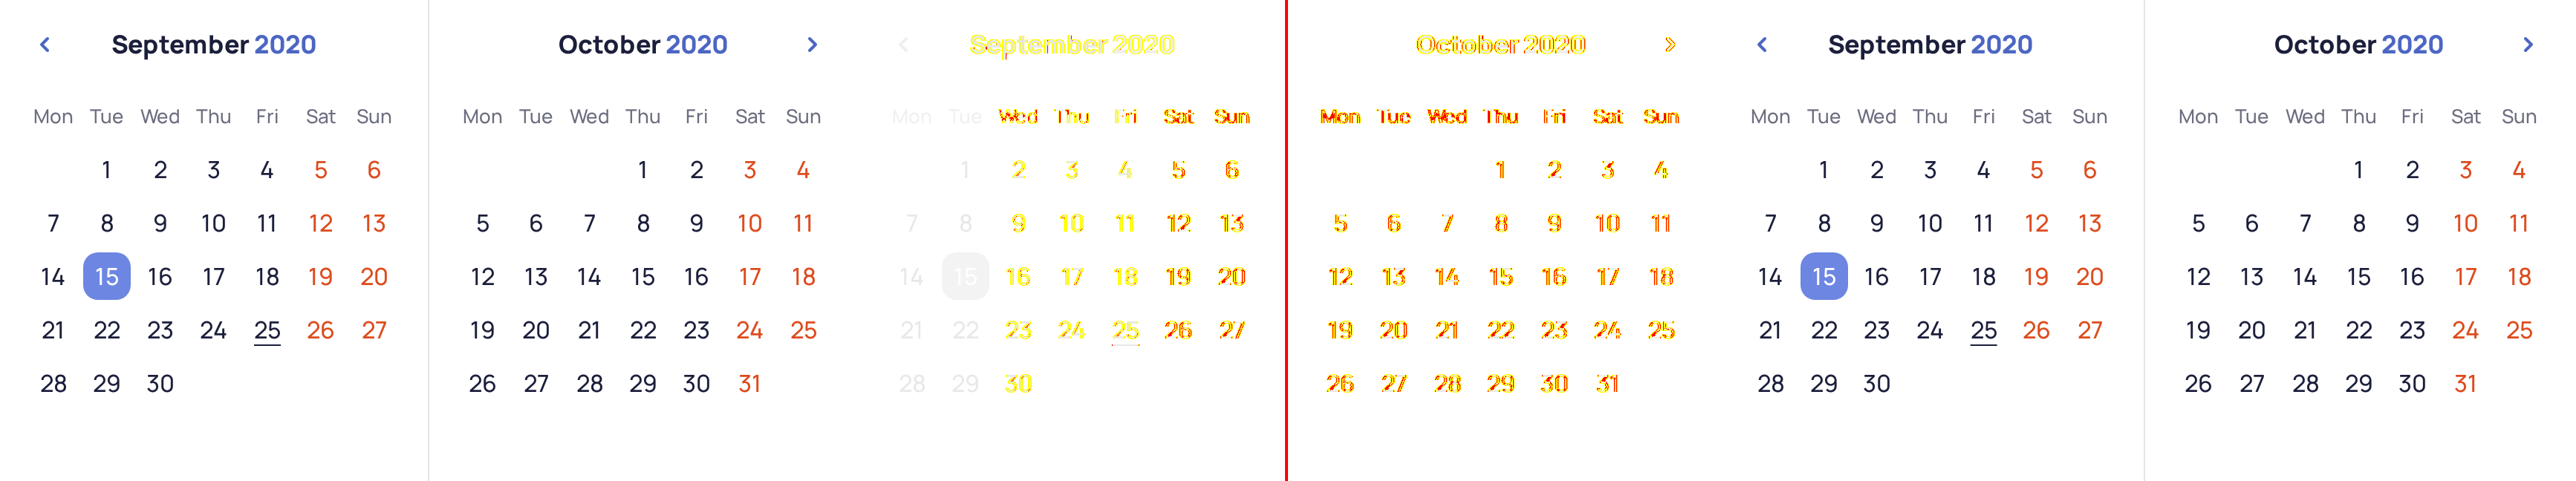 September 2020 October 2020 September 2020 October 2020 September 2020 October 2020
Mon Tue Wed Thu Fri Sat Sun Mon Tue Wed Thu Fri Sat Sun Mon Tue Wed Thu Fri Sat Sun Mon Tue Wed Thu Fri Sat Sun Mon Tue Wed Thu Fri Sat Sun Mon Tue Wed Thu Fri Sat Sun
1 2 3 4 5 6 1 2 3 4 1 2 3 4 5 6 1 2 3 4 1 2 3 4 5 6 1 2 3 4
7 8 9 10 11 12 13 5 6 7 8 9 10 11 7 8 9 10 11 12 13 5 6 7 8 9 10 11 7 8 9 10 11 12 13 5 6 7 8 9 10 11
14 15 16 17 18 19 20 12 13 14 15 16 17 18 14 15 16 17 18 19 20 12 13 14 15 16 17 18 14 15 16 17 18 19 20 12 13 14 15 16 17 18
21 22 23 24 25 26 27 19 20 21 22 23 24 25 21 22 23 24 25 26 27 19 20 21 22 23 24 25 21 22 23 24 25 26 27 19 20 21 22 23 24 25
28 29 30 26 27 28 29 30 31 28 29 30 26 27 28 29 30 31 28 29 30 26 27 28 29 30 31